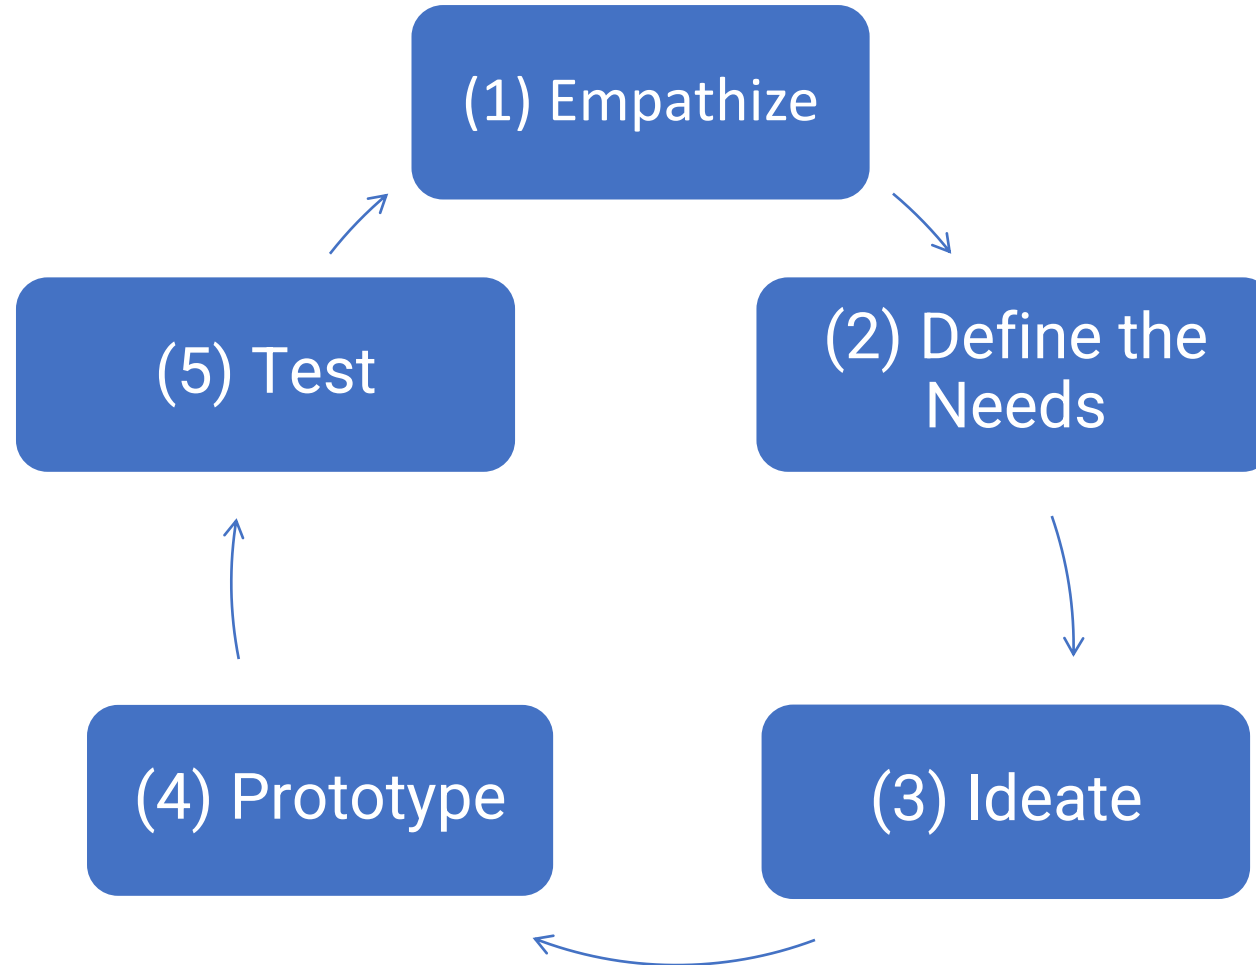 (1) Empathize
(2) Define the
Needs
(3) Ideate
(4) Prototype
(5) Test